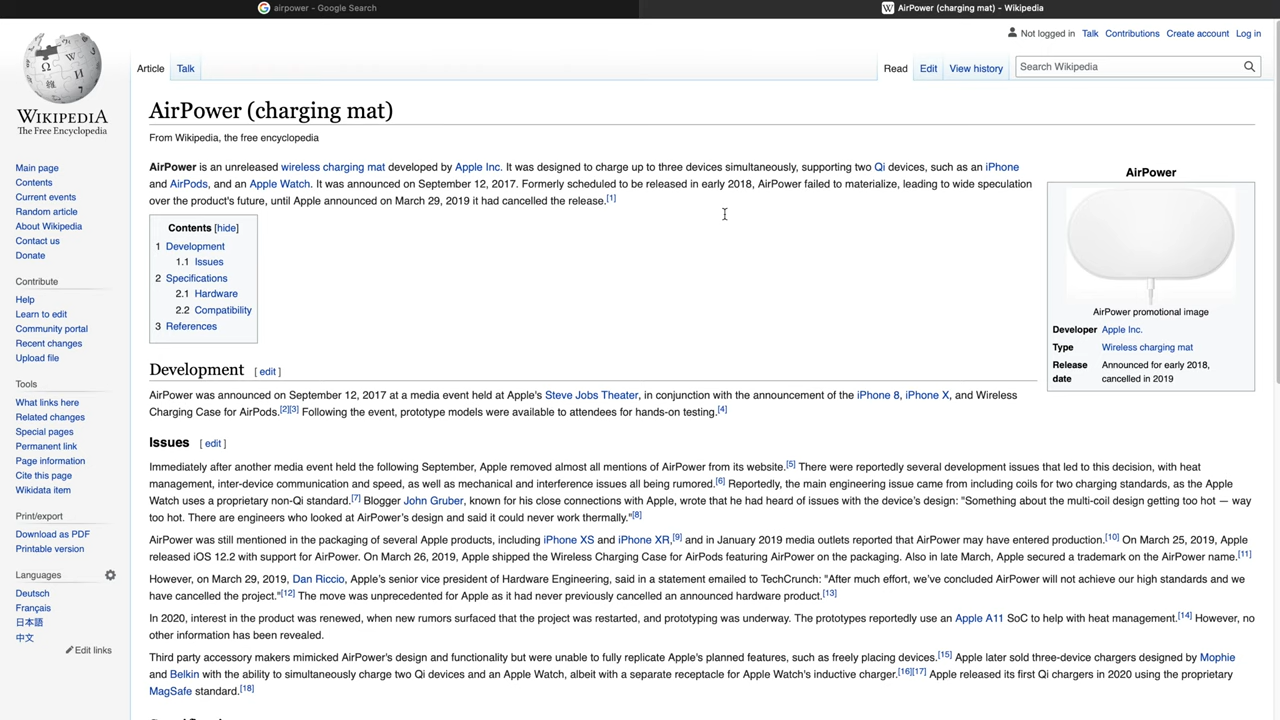 airpower - Google Search
AirPower (charging mat) - Wikipedia
Not logged in Talk Contributions Create account Log in
Article Talk
Read Edit View history Search Wikipedia
WIKIPEDIA
The Free Encyclopedia
Main page
Contents
Current events
Random article
About Wikipedia
Contact us
Donate
Contribute
Help
Learn to edit
Community portal
Recent changes
Upload file
Tools
What links here
Related changes
Special pages
Permanent link
Page information
Cite this page
Wikidata item
Print/export
Download as PDF
Printable version
Languages
Deutsch
Français
日本語
中文
Edit links
AirPower (charging mat)
From Wikipedia, the free encyclopedia
AirPower is an unreleased wireless charging mat developed by Apple Inc. It was designed to charge up to three devices simultaneously, supporting two Qi devices, such as an iPhone
and AirPods, and an Apple Watch. It was announced on September 12, 2017. Formerly scheduled to be released in early 2018, AirPower failed to materialize, leading to wide speculation
over the product's future, until Apple announced on March 29, 2019 it had cancelled the release.[1]
Contents [hide]
1 Development
1.1 Issues
2 Specifications
2.1 Hardware
2.2 Compatibility
3 References
AirPower
AirPower promotional image
Developer Apple Inc.
Type Wireless charging mat
Release Announced for early 2018,
date cancelled in 2019
Development [ edit ]
AirPower was announced on September 12, 2017 at a media event held at Apple's Steve Jobs Theater, in conjunction with the announcement of the iPhone 8, iPhone X, and Wireless
Charging Case for AirPods.[2][3] Following the event, prototype models were available to attendees for hands-on testing.[4]
Issues [ edit ]
Immediately after another media event held the following September, Apple removed almost all mentions of AirPower from its website.[5] There were reportedly several development issues that led to this decision, with heat
management, inter-device communication and speed, as well as mechanical and interference issues all being rumored.[6] Reportedly, the main engineering issue came from including coils for two charging standards, as the Apple
Watch uses a proprietary non-Qi standard.[7] Blogger John Gruber, known for his close connections with Apple, wrote that he had heard of issues with the device's design: "Something about the multi-coil design getting too hot — way
too hot. There are engineers who looked at AirPower's design and said it could never work thermally."[8]
AirPower was still mentioned in the packaging of several Apple products, including iPhone XS and iPhone XR,[9] and in January 2019 media outlets reported that AirPower may have entered production.[10] On March 25, 2019, Apple
released iOS 12.2 with support for AirPower. On March 26, 2019, Apple shipped the Wireless Charging Case for AirPods featuring AirPower on the packaging. Also in late March, Apple secured a trademark on the AirPower name.[11]
However, on March 29, 2019, Dan Riccio, Apple's senior vice president of Hardware Engineering, said in a statement emailed to TechCrunch: "After much effort, we've concluded AirPower will not achieve our high standards and we
have cancelled the project."[12] The move was unprecedented for Apple as it had never previously cancelled an announced hardware product.[13]
In 2020, interest in the product was renewed, when new rumors surfaced that the project was restarted, and prototyping was underway. The prototypes reportedly use an Apple A11 SoC to help with heat management.[14] However, no
other information has been revealed.
Third party accessory makers mimicked AirPower's design and functionality but were unable to fully replicate Apple's planned features, such as freely placing devices.[15] Apple later sold three-device chargers designed by Mophie
and Belkin with the ability to simultaneously charge two Qi devices and an Apple Watch, albeit with a separate receptacle for Apple Watch's inductive charger.[16][17] Apple released its first Qi chargers in 2020 using the proprietary
MagSafe standard.[18]